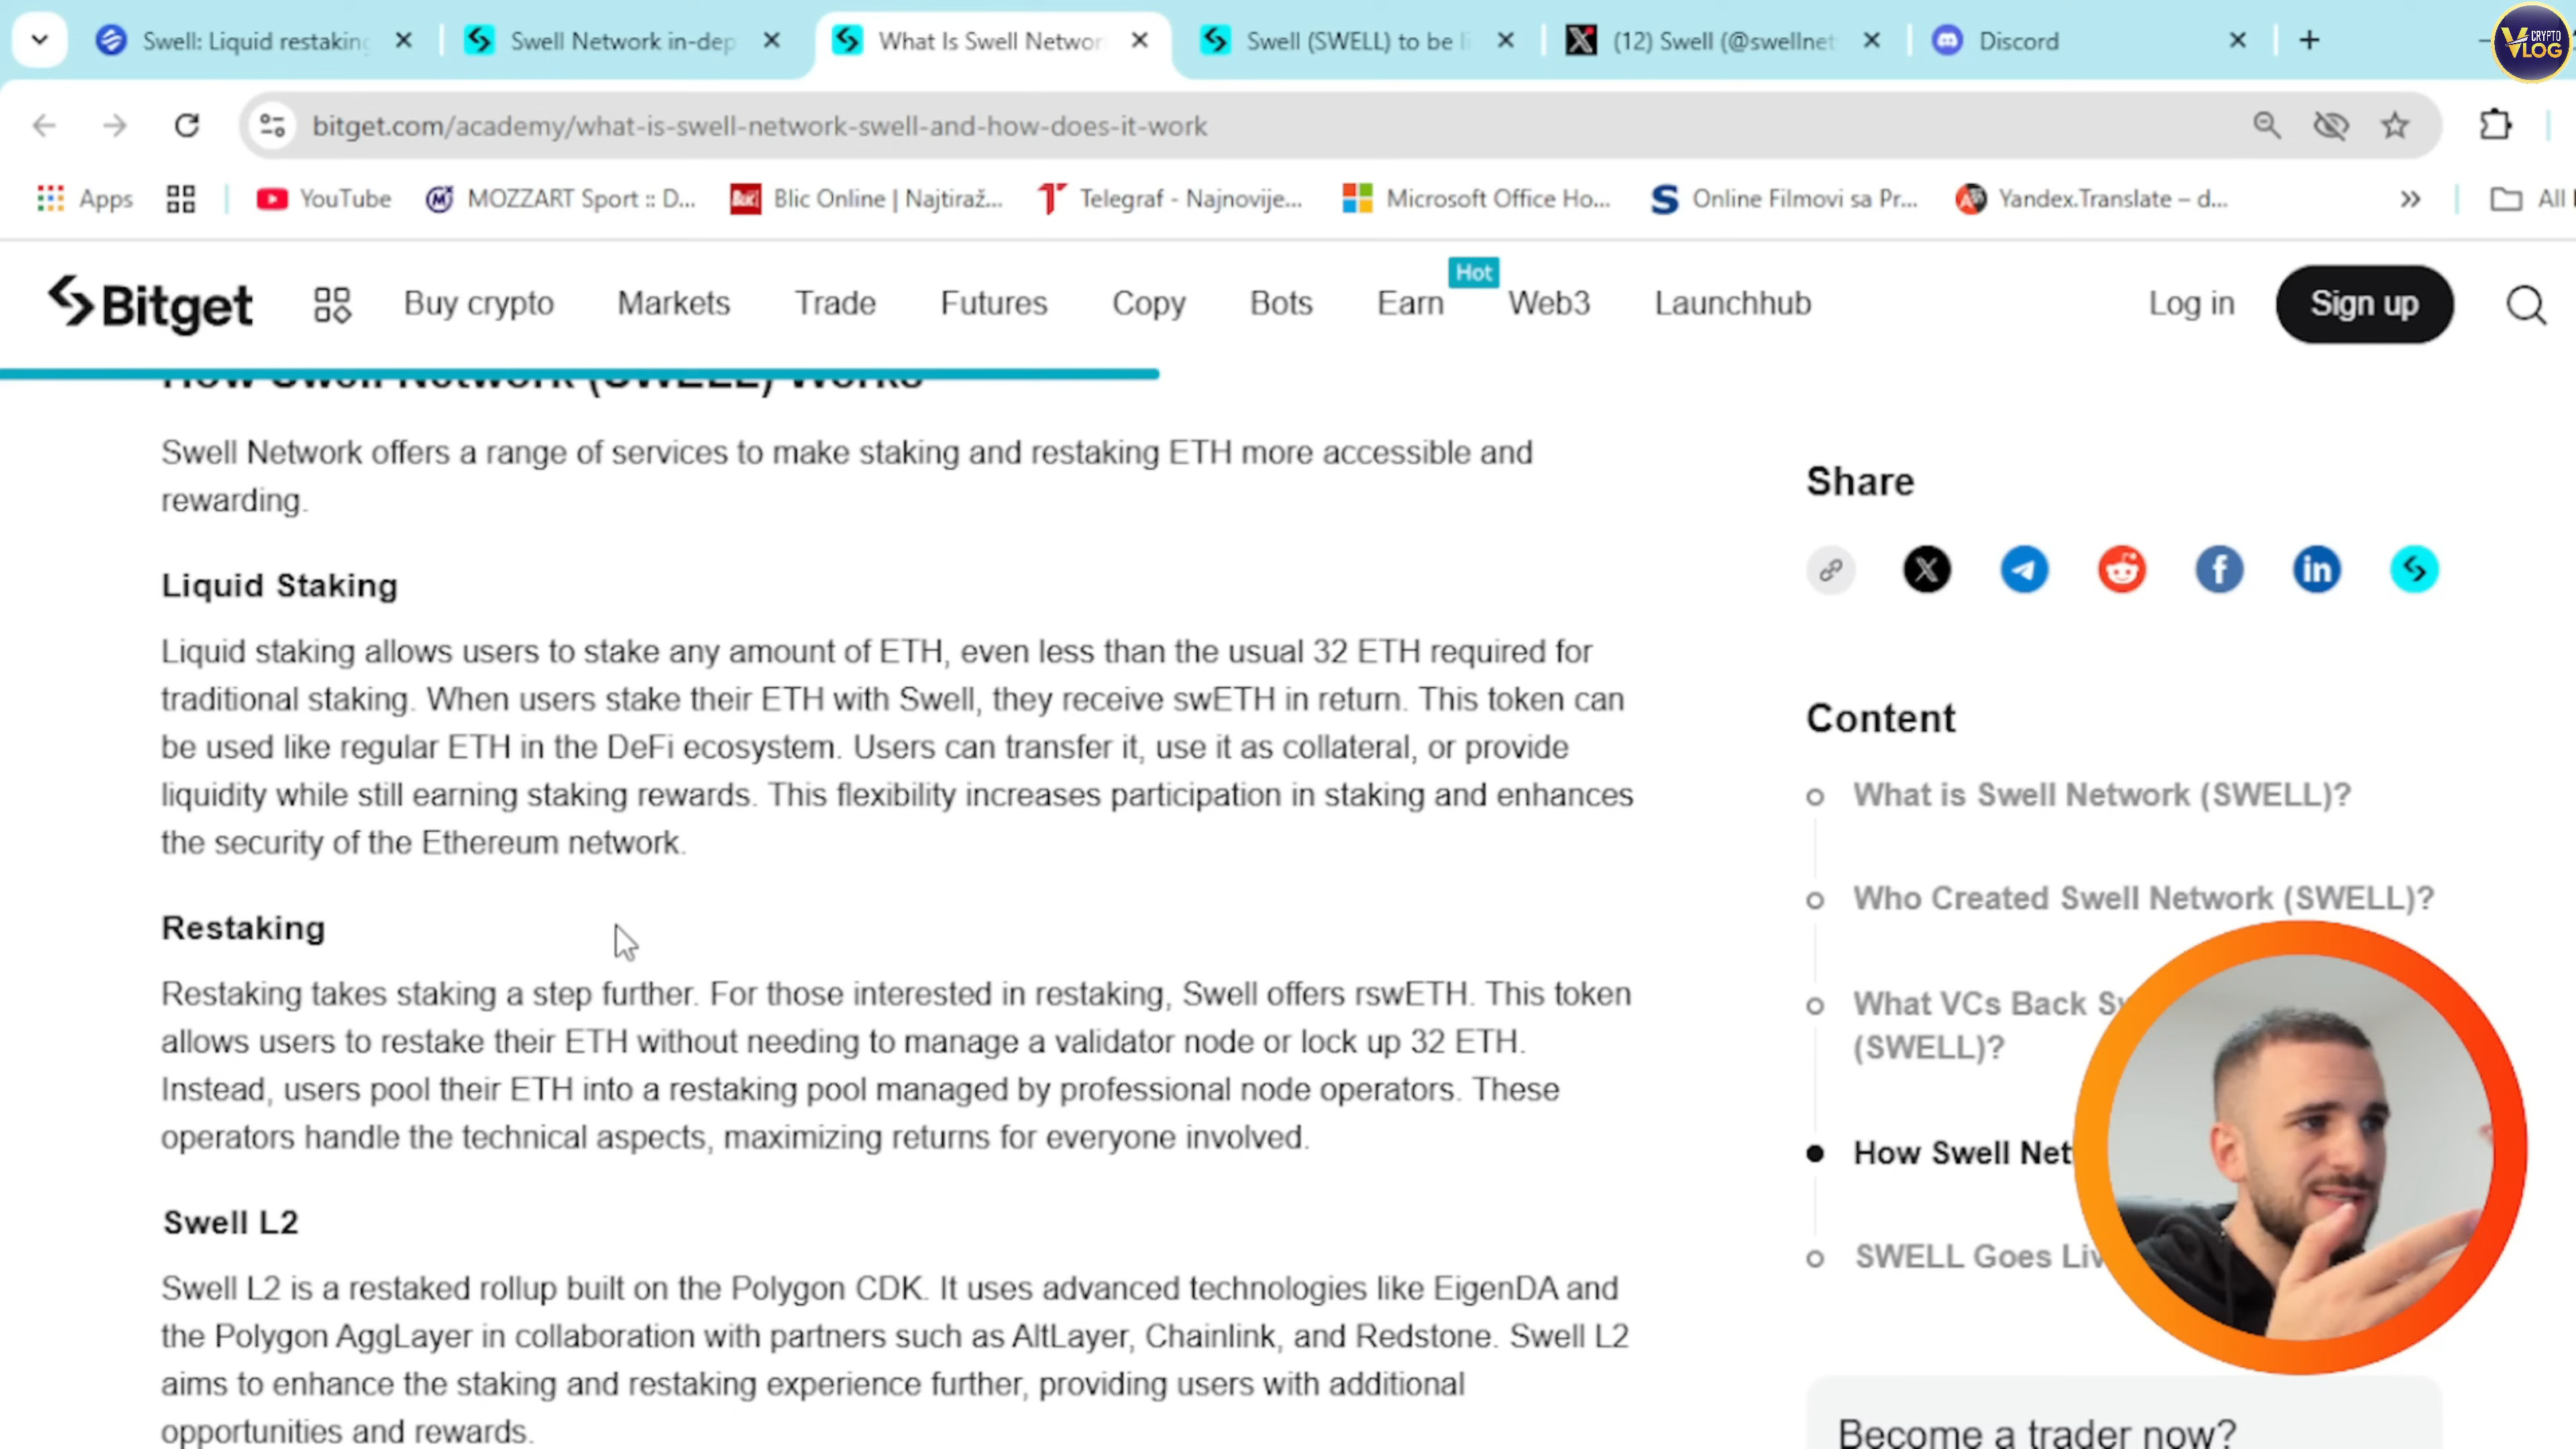 Swell: Liquid restaking
Swell Network in-dep
What Is Swell Networ
Swell (SWELL) to be li
(12) Swell (@swellnet
Discord
CRYPTO
VLOG
bitget.com/academy/what-is-swell-network-swell-and-how-does-it-work
Apps
YouTube
MOZZART Sport :: D...
Blic Online | Najtiraž...
Telegraf - Najnovije...
Microsoft Office Ho...
Online Filmovi sa Pr...
Yandex.Translate – d...
All
Bitget
Buy crypto
Markets
Trade
Futures
Copy
Bots
Earn
Hot
Web3
Launchhub
Log in
Sign up
How Swell Network (SWELL) Works
Swell Network offers a range of services to make staking and restaking ETH more accessible and
rewarding.
Liquid Staking
Liquid staking allows users to stake any amount of ETH, even less than the usual 32 ETH required for
traditional staking. When users stake their ETH with Swell, they receive swETH in return. This token can
be used like regular ETH in the DeFi ecosystem. Users can transfer it, use it as collateral, or provide
liquidity while still earning staking rewards. This flexibility increases participation in staking and enhances
the security of the Ethereum network.
Restaking
Restaking takes staking a step further. For those interested in restaking, Swell offers rswETH. This token
allows users to restake their ETH without needing to manage a validator node or lock up 32 ETH.
Instead, users pool their ETH into a restaking pool managed by professional node operators. These
operators handle the technical aspects, maximizing returns for everyone involved.
Swell L2
Swell L2 is a restaked rollup built on the Polygon CDK. It uses advanced technologies like EigenDA and
the Polygon AggLayer in collaboration with partners such as AltLayer, Chainlink, and Redstone. Swell L2
aims to enhance the staking and restaking experience further, providing users with additional
opportunities and rewards.
Share
Content
What is Swell Network (SWELL)?
Who Created Swell Network (SWELL)?
What VCs Back Sw
(SWELL)?
How Swell Net
SWELL Goes Liv
Become a trader now?